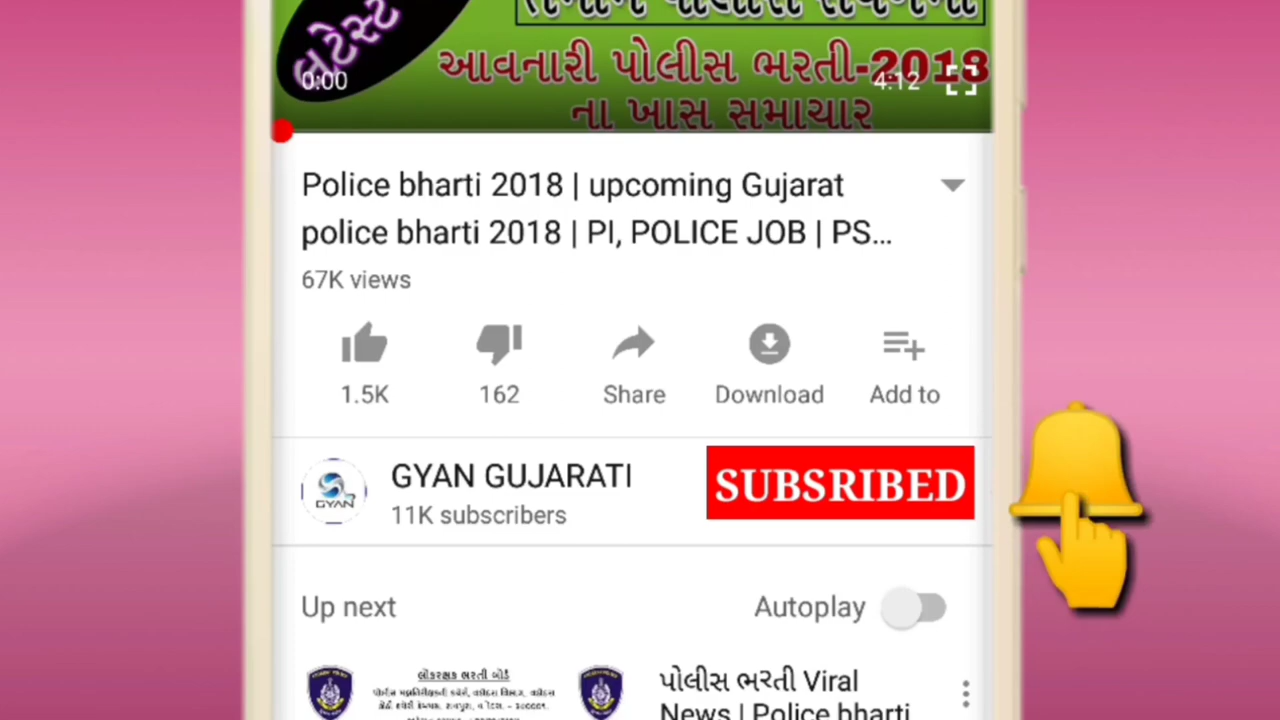 લેટેસ્ટ
આવનારી પોલીસ ભરતી-2018
0:00
4:12
ના ખાસ સમાચાર
Police bharti 2018 | upcoming Gujarat
police bharti 2018 | PI, POLICE JOB | PS...
67K views
1.5K
162
Share
Download
Add to
GYAN
GYAN GUJARATI
11K subscribers
SUBSRIBED
Up next
Autoplay
લોકરક્ષક ભરતી બોર્ડ
પોલીસ ભરતી Viral
News | Police bharti